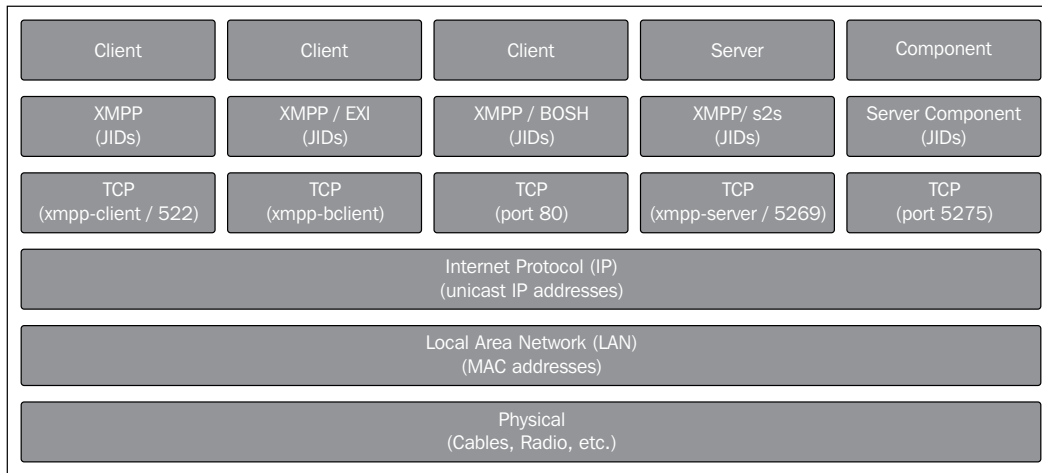 Client
Client
Client
Server
Component
XMPP
(JIDs)
XMPP / EXI
(JIDs)
XMPP / BOSH
(JIDs)
XMPP/ s2s
(JIDs)
Server Component
(JIDs)
TCP
(xmpp-client / 522)
TCP
(xmpp-bclient)
TCP
(port 80)
TCP
(xmpp-server / 5269)
TCP
(port 5275)
Internet Protocol (IP)
(unicast IP addresses)
Local Area Network (LAN)
(MAC addresses)
Physical
(Cables, Radio, etc.)